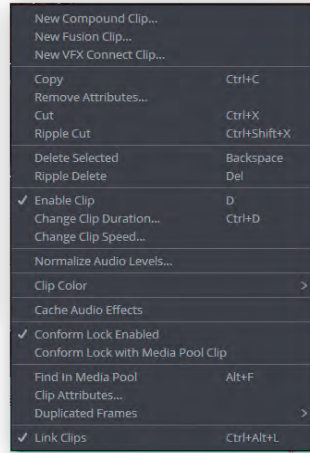 New Compound Clip...
New Fusion Clip...
New VFX Connect Clip...
Copy Ctrl+C
Remove Attributes...
Cut Ctrl+X
Ripple Cut Ctrl+Shift+X
Delete Selected Backspace
Ripple Delete Del
✓ Enable Clip D
Change Clip Duration... Ctrl+D
Change Clip Speed...
Normalize Audio Levels...
Clip Color >
Cache Audio Effects
✓ Conform Lock Enabled
Conform Lock with Media Pool Clip
Find In Media Pool Alt+F
Clip Attributes...
Duplicated Frames >
✓ Link Clips Ctrl+Alt+L